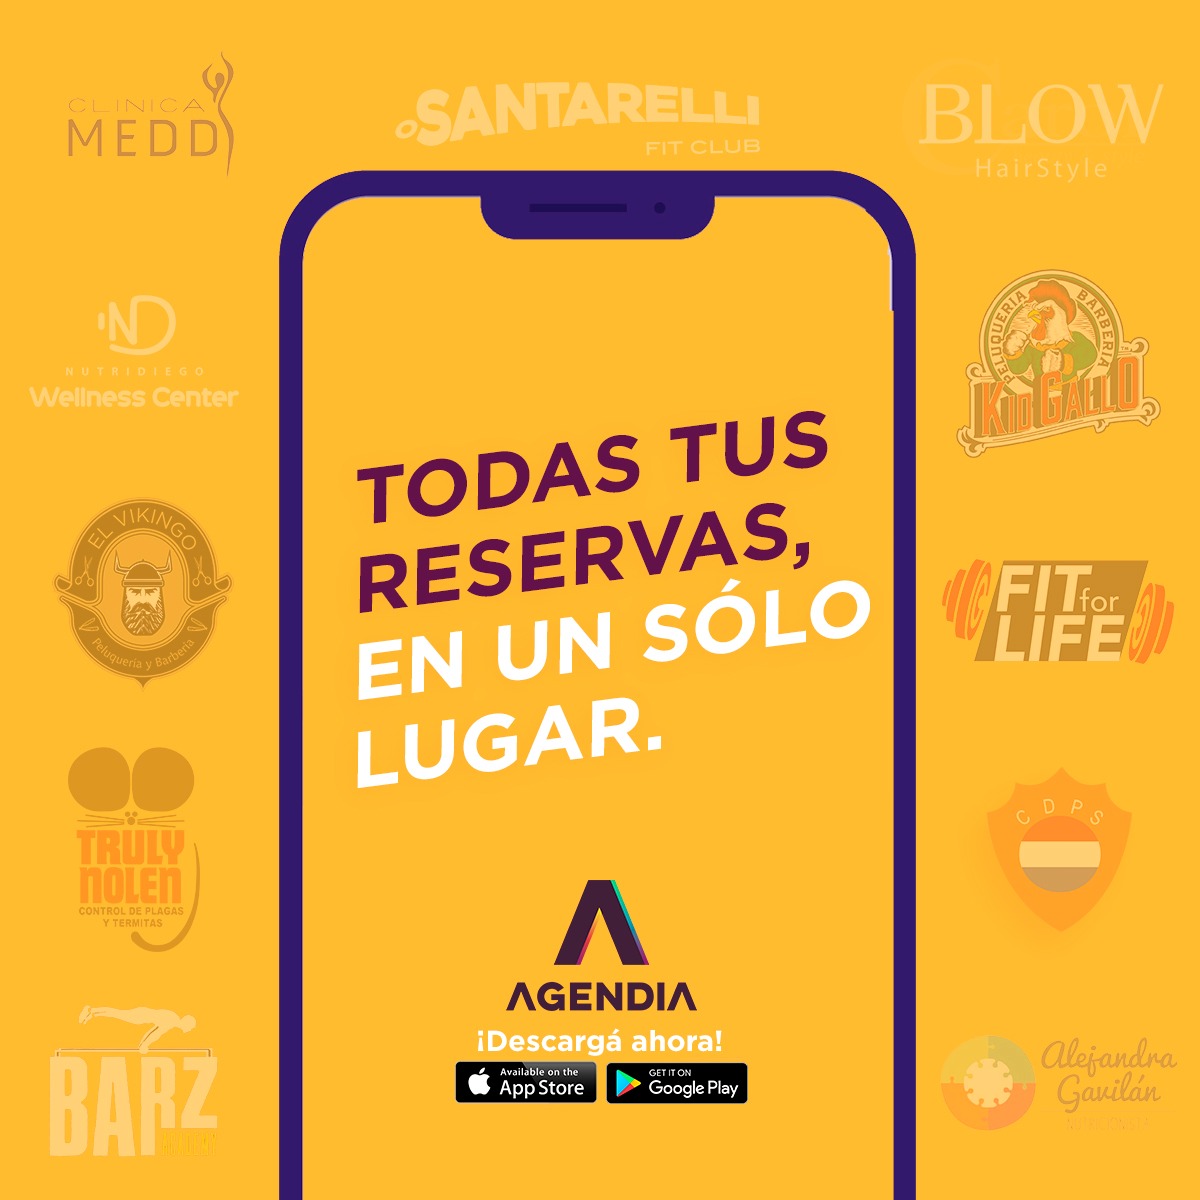 CLINICA
MEDD
SANTARELLI
FIT CLUB
BLOW
HairStyle
ND
NUTRIDIEGO
Wellness Center
PELUQUERIA BARBERIA
KID GALLO
TODAS TUS
RESERVAS,
EN UN SÓLO
LUGAR.
EL VIKINGO
Peluquería y Barbería
FIT for
LIFE
TRULY
NOLEN
CONTROL DE PLAGAS
Y TERMITAS
C D P S
AGENDIA
¡Descargá ahora!
Available on the
App Store
GET IT ON
Google Play
BARZ
Alejandra
Gavilán
NUTRICIONISTA